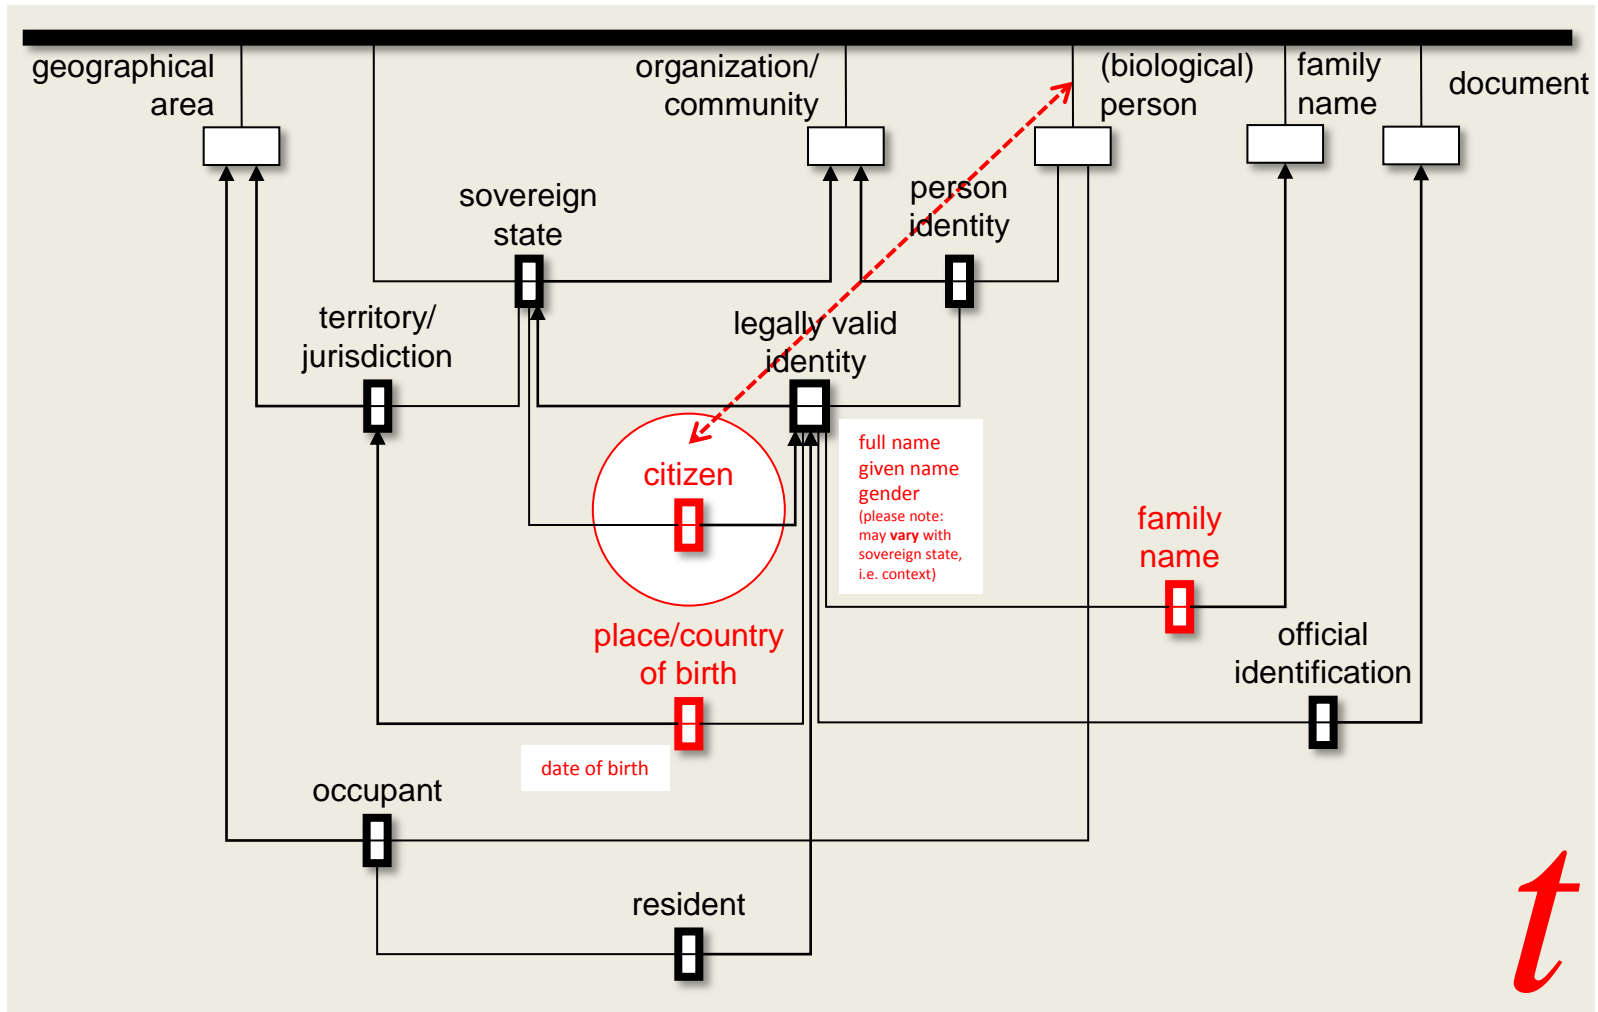 geographical
area
organization/
community
(biological)
person
family
name
document
sovereign
state
person
identity
territory/
jurisdiction
legally valid
identity
citizen
full name
given name
gender
(please note:
may vary with
sovereign state,
i.e. context)
family
name
place/country
of birth
official
identification
date of birth
occupant
resident
t